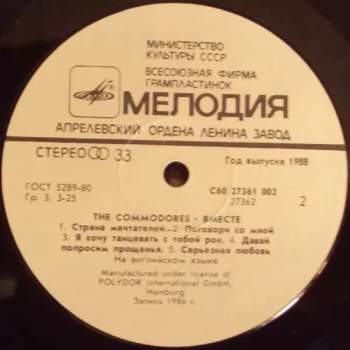 МИНИСТЕРСТВО
КУЛЬТУРЫ СССР
ВСЕСОЮЗНАЯ ФИРМА
ГРАМПЛАСТИНОК
МЕЛОДИЯ
АПРЕЛЕВСКИЙ ОРДЕНА ЛЕНИНА ЗАВОД
СТЕРЕО 33
Год выпуска 1988
ГОСТ 5289-80
Гр. 3. 3-25
С60 27361 002
27362
2
THE COMMODORES - ВМЕСТЕ
1. Страна мечтателей-2. Поговори со мной
3. Я хочу танцевать с тобой рок. 4. Давай
попросим прощенья. 5. Серьезная любовь
На английском языке
Manufactured under license of
POLYDOR International GmbH,
Hamburg
Запись 1986 г.